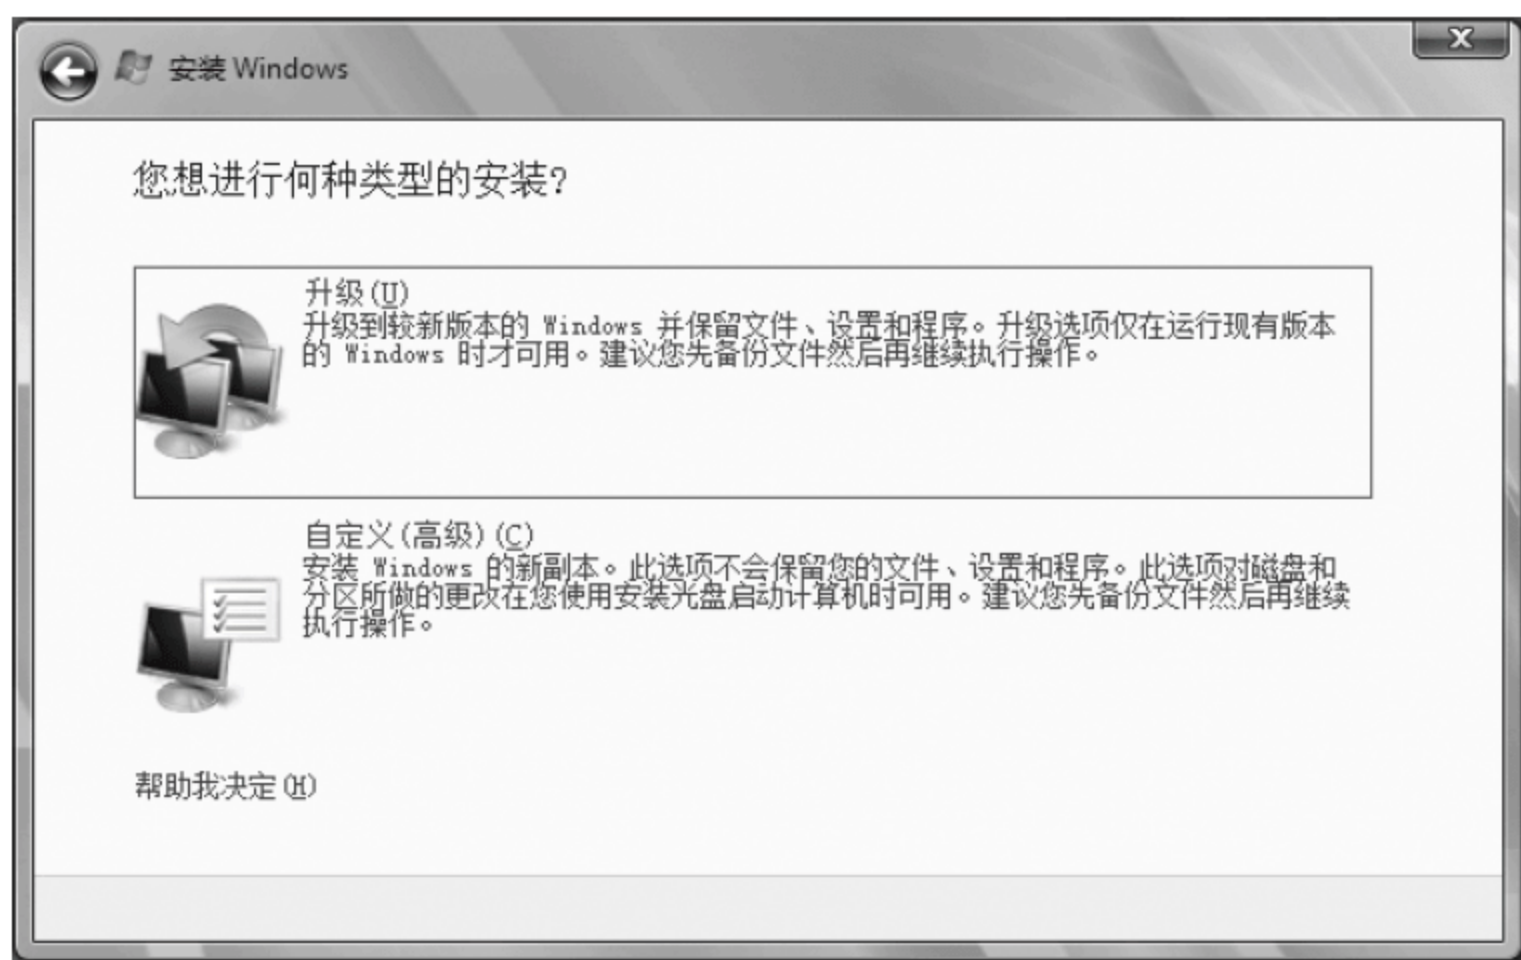 安装 Windows
您想进行何种类型的安装?
升级(U)
升级到较新版本的 Windows 并保留文件、设置和程序。升级选项仅在运行现有版本
的 Windows 时才可用。建议您先备份文件然后再继续执行操作。
自定义(高级)(C)
安装 Windows 的新副本。此选项不会保留您的文件、设置和程序。此选项对磁盘和
分区所做的更改在您使用安装光盘启动计算机时可用。建议您先备份文件然后再继续
执行操作。
帮助我决定(H)